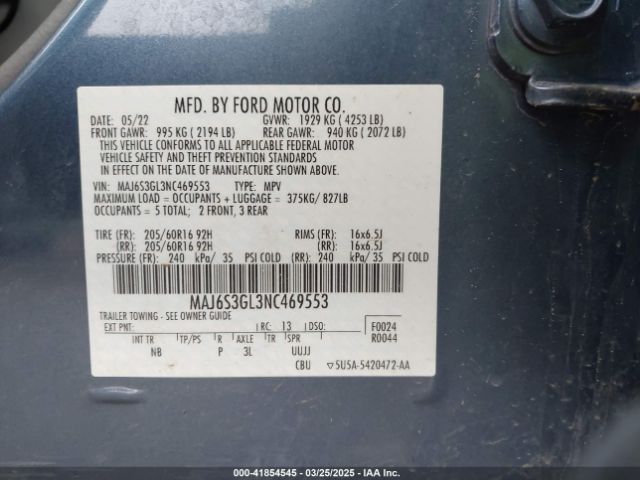 MFD. BY FORD MOTOR CO.
DATE: 05/22 GVWR: 1929 KG ( 4253 LB)
FRONT GAWR: 995 KG ( 2194 LB) REAR GAWR: 940 KG ( 2072 LB)
THIS VEHICLE CONFORMS TO ALL APPLICABLE FEDERAL MOTOR
VEHICLE SAFETY AND THEFT PREVENTION STANDARDS
IN EFFECT ON THE DATE OF MANUFACTURE SHOWN ABOVE.
VIN: MAJ6S3GL3NC469553 TYPE: MPV
MAXIMUM LOAD = OCCUPANTS + LUGGAGE = 375KG/ 827LB
OCCUPANTS = 5 TOTAL; 2 FRONT, 3 REAR
TIRE (FR): 205/60R16 92H RIMS (FR): 16x6.5J
(RR): 205/60R16 92H (RR): 16x6.5J
PRESSURE (FR): 240 kPa/ 35 PSI COLD (RR): 240 kPa/ 35 PSI COLD
MAJ6S3GL3NC469553
TRAILER TOWING - SEE OWNER GUIDE
EXT PNT: RC: 13 DSO: F0024
R0044
INT TR TP/PS R AXLE TR SPR
NB P 3L UUJJ
CBU ▽5U5A-5420472-AA
000-41854545 — 03/25/2025 — IAA Inc.